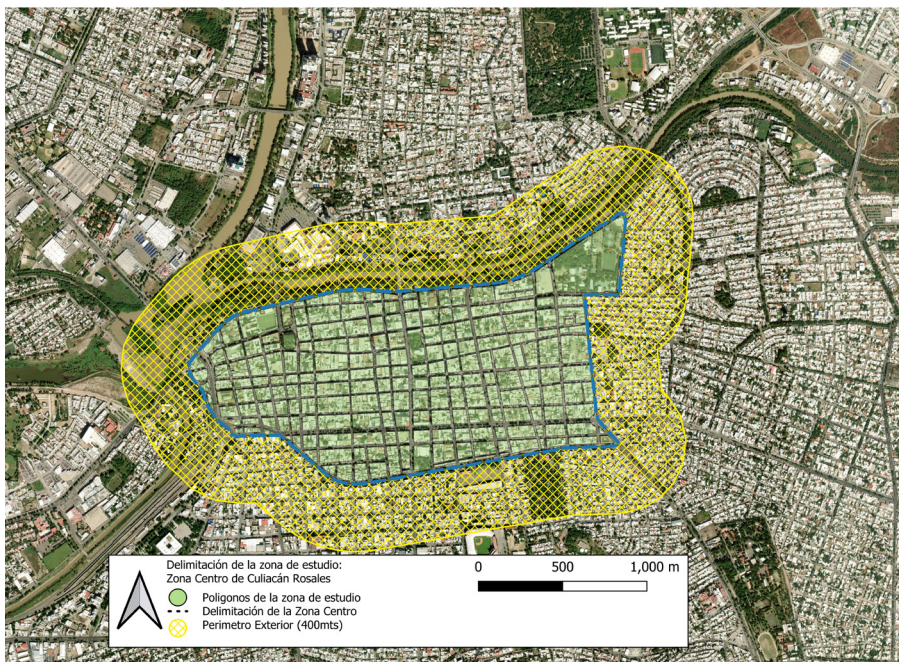 Delimitación de la zona de estudio:
Zona Centro de Culiacán Rosales
Poligonos de la zona de estudio
Delimitación de la Zona Centro
Perimetro Exterior (400mts)
0 500 1,000 m